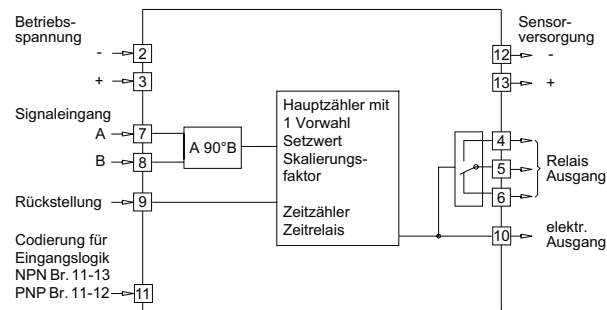 Betriebs-
spannung
- 2
+ 3
Signaleingang
A 7
B 8
A 90°B
Rückstellung 9
Codierung für
Eingangslogik
NPN Br. 11-13
PNP Br. 11-12 11
Hauptzähler mit
1 Vorwahl
Setzwert
Skalierungs-
faktor
Zeitzähler
Zeitrelais
Sensor-
versorgung
12 -
13 +
4
5
6
Relais
Ausgang
10
elektr.
Ausgang